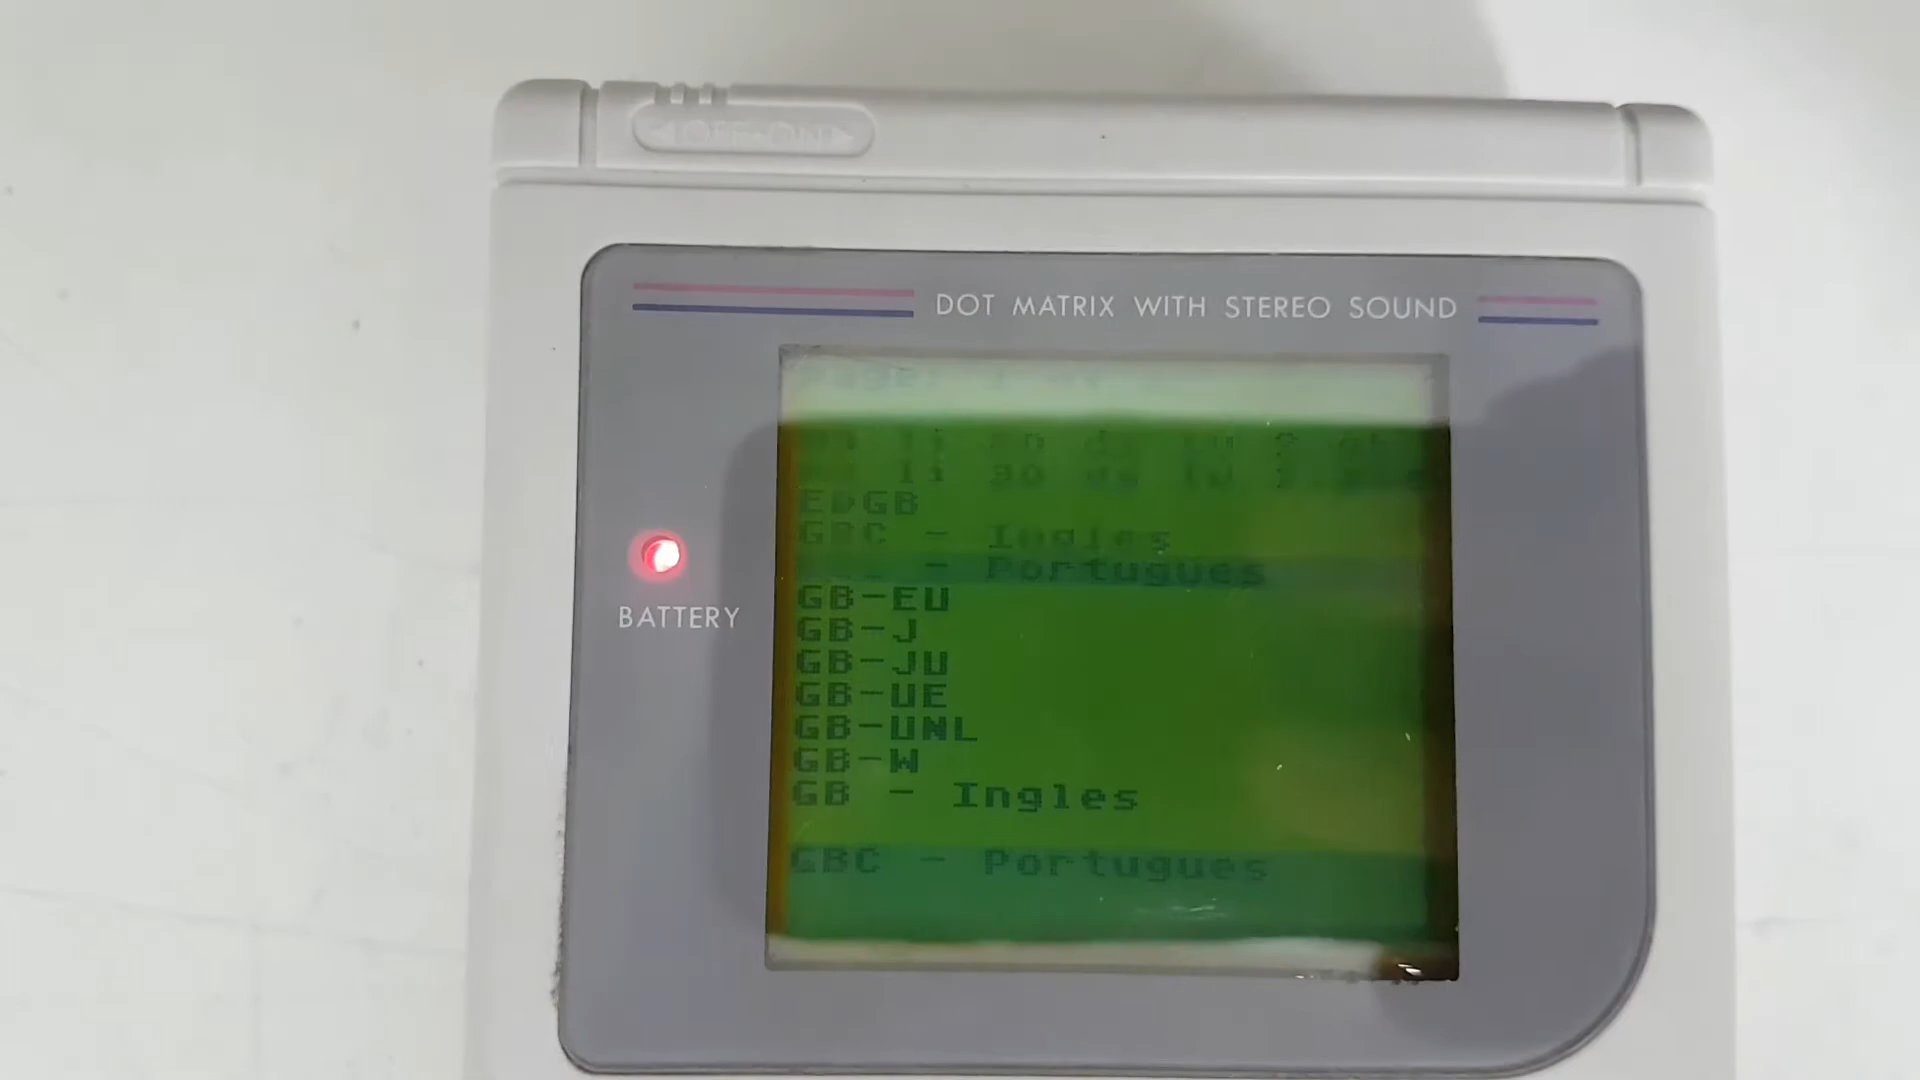 OFF•ON
DOT MATRIX WITH STEREO SOUND
Page:
EDGB
GBC - Ingles
- Portugues
GB-EU
GB-J
GB-JU
GB-UE
GB-UNL
GB-W
GB - Ingles
GBC - Portugues
BATTERY